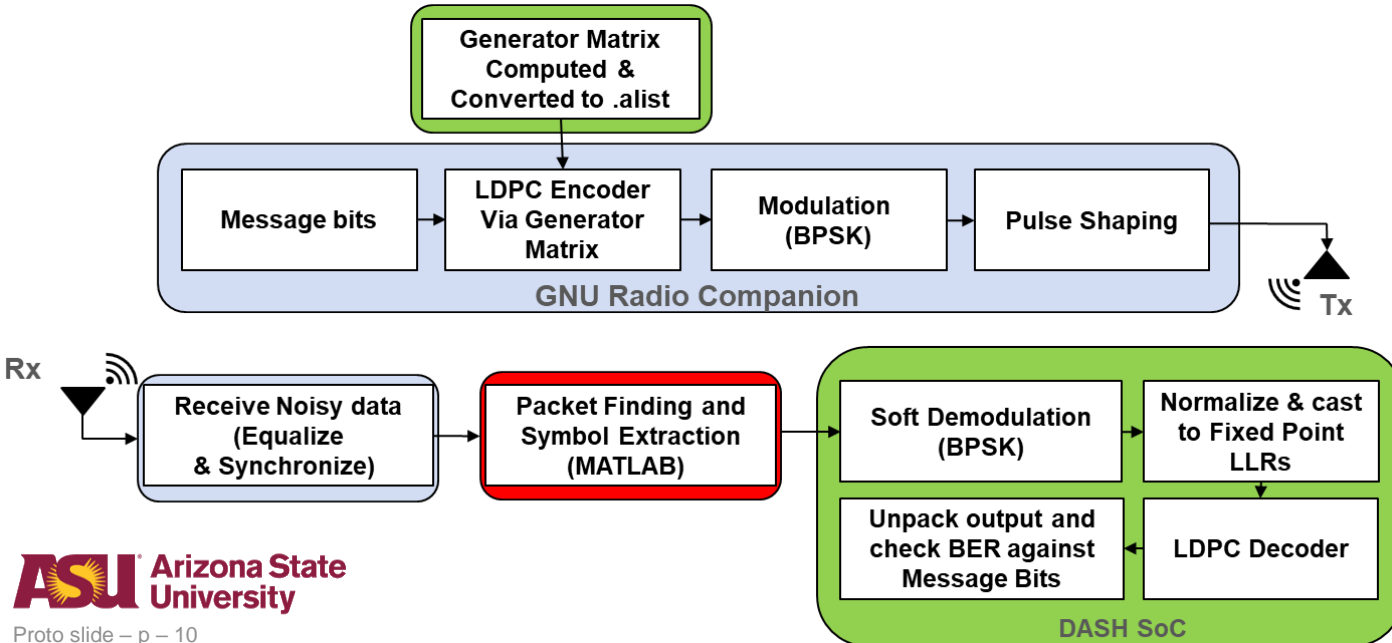 Generator Matrix
Computed &
Converted to .alist
Message bits
LDPC Encoder
Via Generator
Matrix
Modulation
(BPSK)
Pulse Shaping
GNU Radio Companion
Tx
Rx
Receive Noisy data
(Equalize
& Synchronize)
Packet Finding and
Symbol Extraction
(MATLAB)
Soft Demodulation
(BPSK)
Normalize & cast
to Fixed Point
LLRs
Unpack output and
check BER against
Message Bits
LDPC Decoder
DASH SoC
ASU Arizona State
University
Proto slide – p – 10